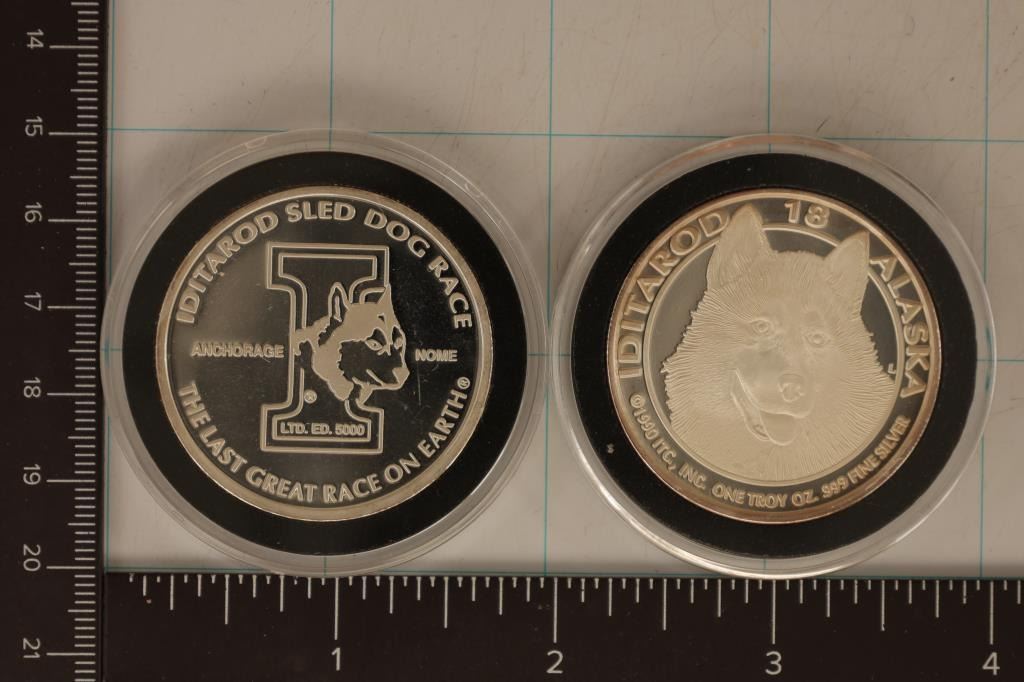 14
15
16
17
18
19
20
21
IDITAROD SLED DOG RACE
ANCHORAGE NOME
®
LTD. ED. 5000
THE LAST GREAT RACE ON EARTH®
IDITAROD 18 ALASKA
©1990 ITC, INC. ONE TROY OZ. .999 FINE SILVER
1 2 3 4